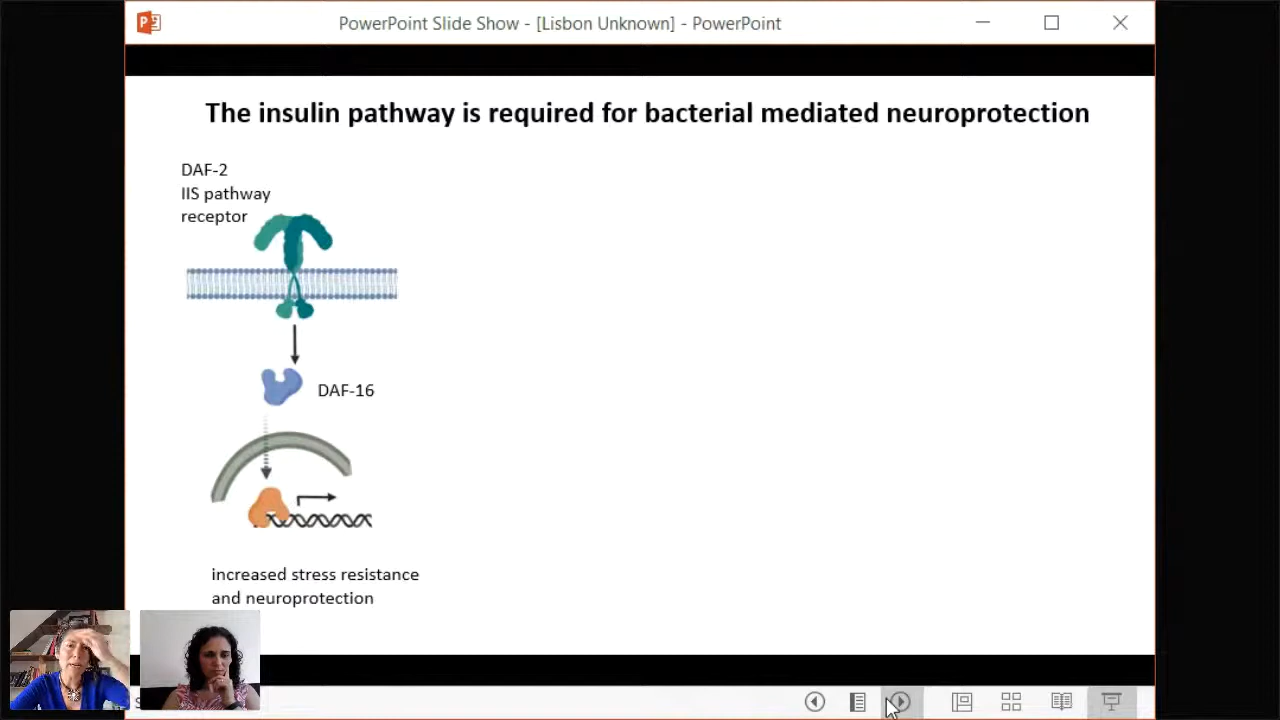 PowerPoint Slide Show - [Lisbon Unknown] - PowerPoint
The insulin pathway is required for bacterial mediated neuroprotection
DAF-2
IIS pathway
receptor
DAF-16
increased stress resistance
and neuroprotection